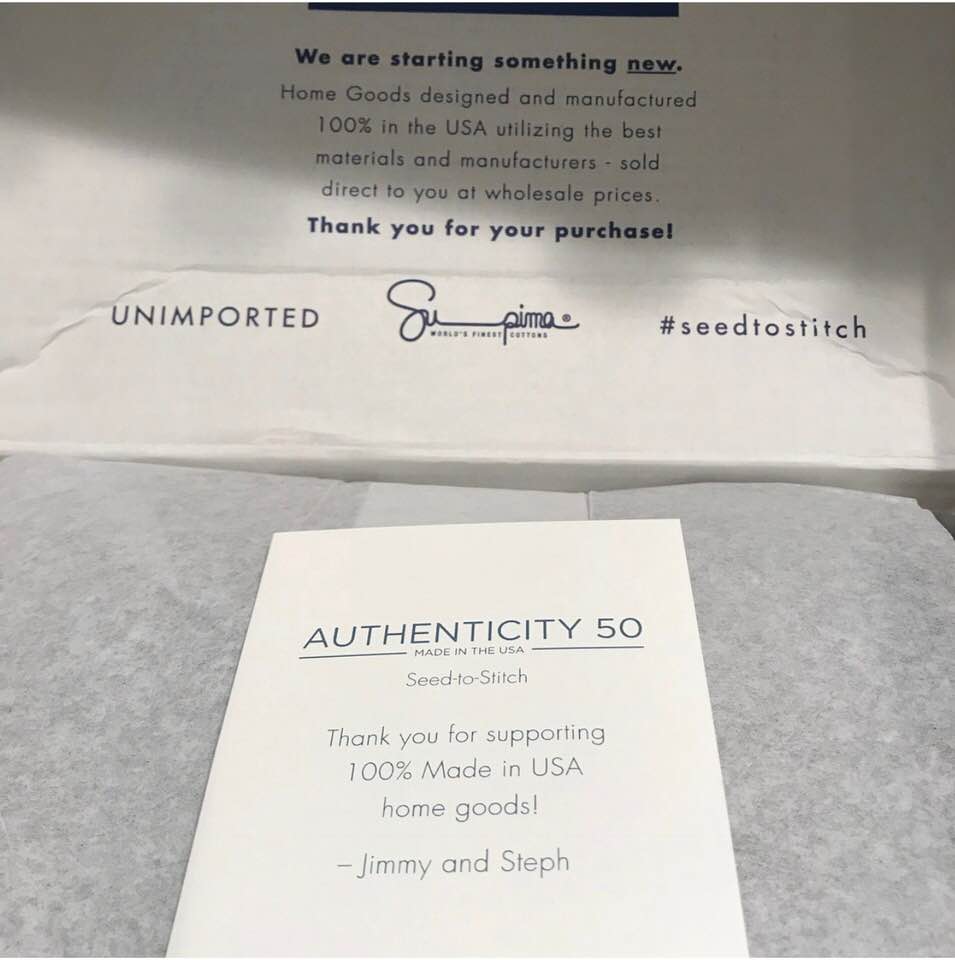 We are starting something new.
Home Goods designed and manufactured
100% in the USA utilizing the best
materials and manufacturers - sold
direct to you at wholesale prices.
Thank you for your purchase!
UNIMPORTED
Supima®
WORLD'S FINEST COTTONS
#seedtostitch
AUTHENTICITY 50
MADE IN THE USA
Seed-to-Stitch
Thank you for supporting
100% Made in USA
home goods!
– Jimmy and Steph